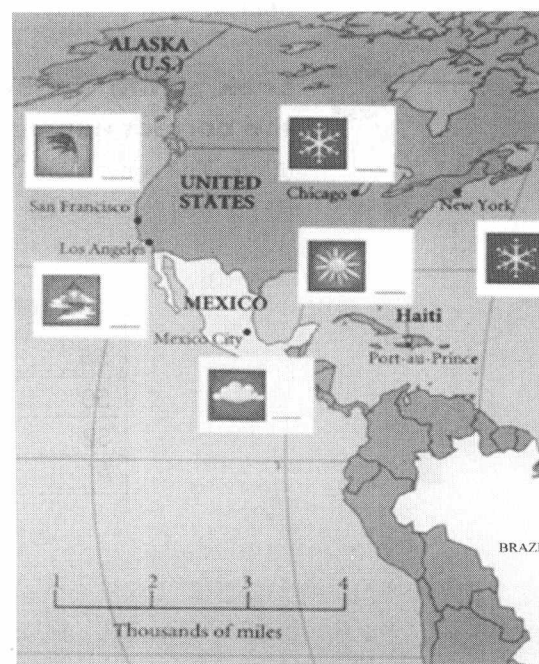 ALASKA
(U.S.)
UNITED
STATES
Chicago
New York
San Francisco
Los Angeles
MEXICO
Mexico City
Haiti
Port-au-Prince
BRAZI
1 2 3 4
Thousands of miles